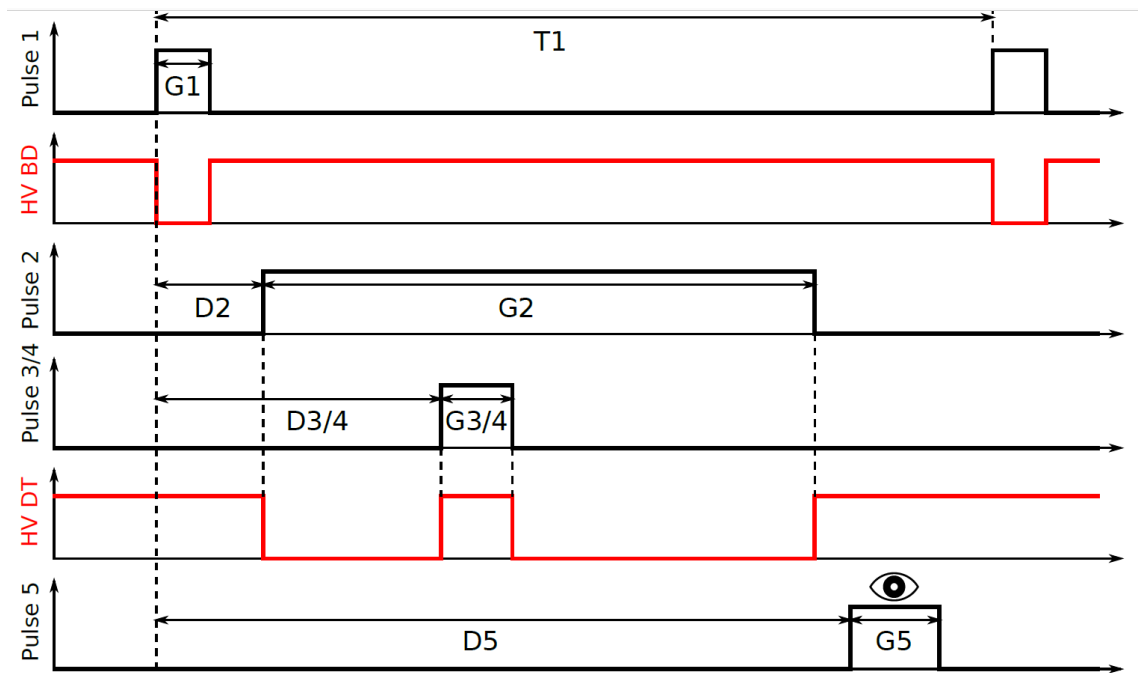 Pulse 1
T1
G1
HV BD
Pulse 2
D2
G2
Pulse 3/4
D3/4
G3/4
HV DT
Pulse 5
D5
G5